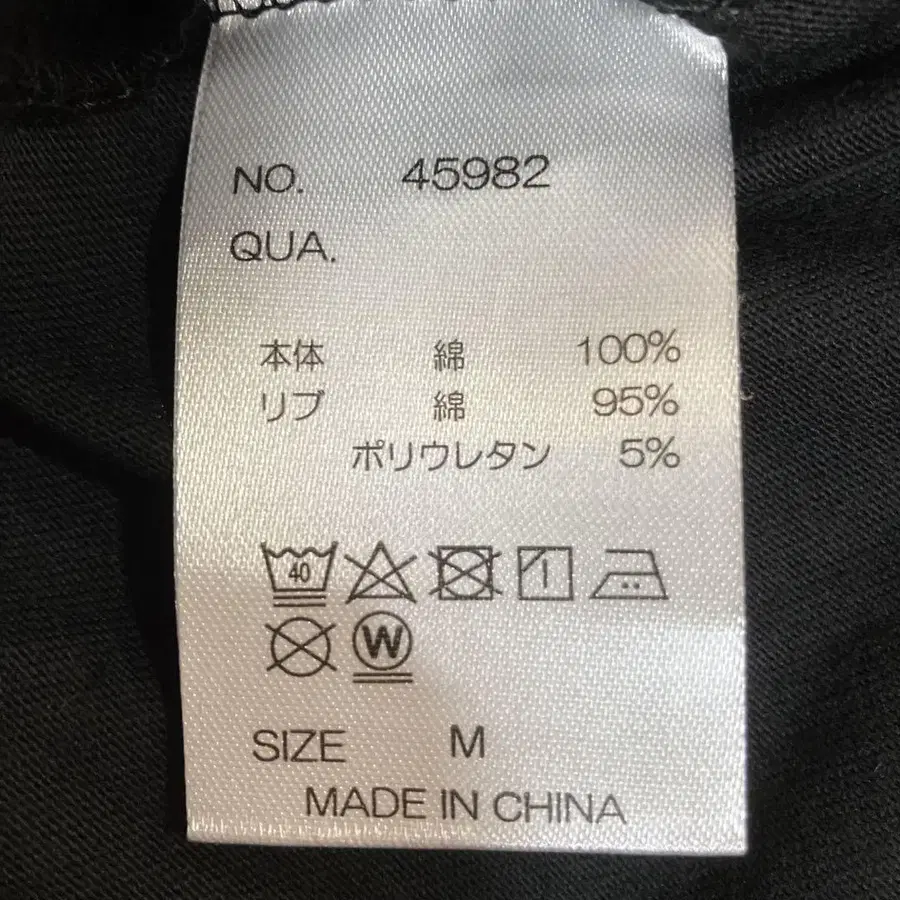 NO. 45982
QUA.
本体 綿 100%
リブ 綿 95%
ポリウレタン 5%
40
W
SIZE M
MADE IN CHINA